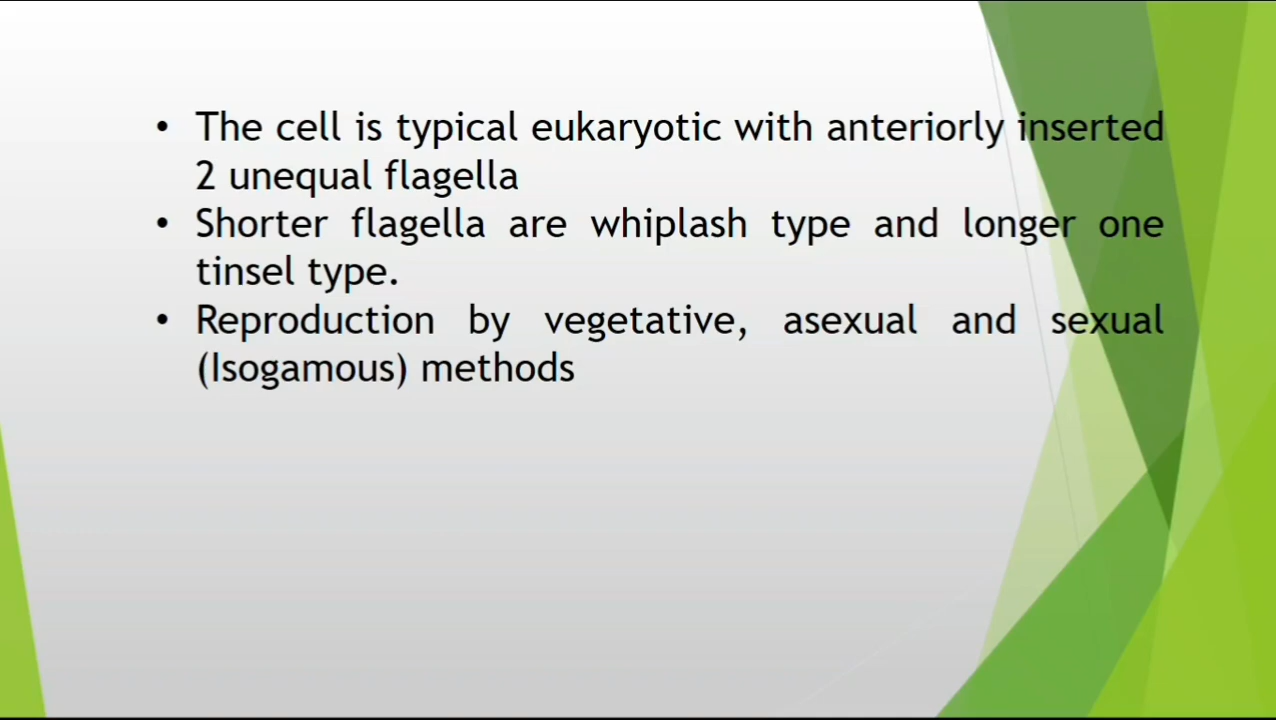 • The cell is typical eukaryotic with anteriorly inserted
2 unequal flagella
• Shorter flagella are whiplash type and longer one
tinsel type.
• Reproduction by vegetative, asexual and sexual
(Isogamous) methods